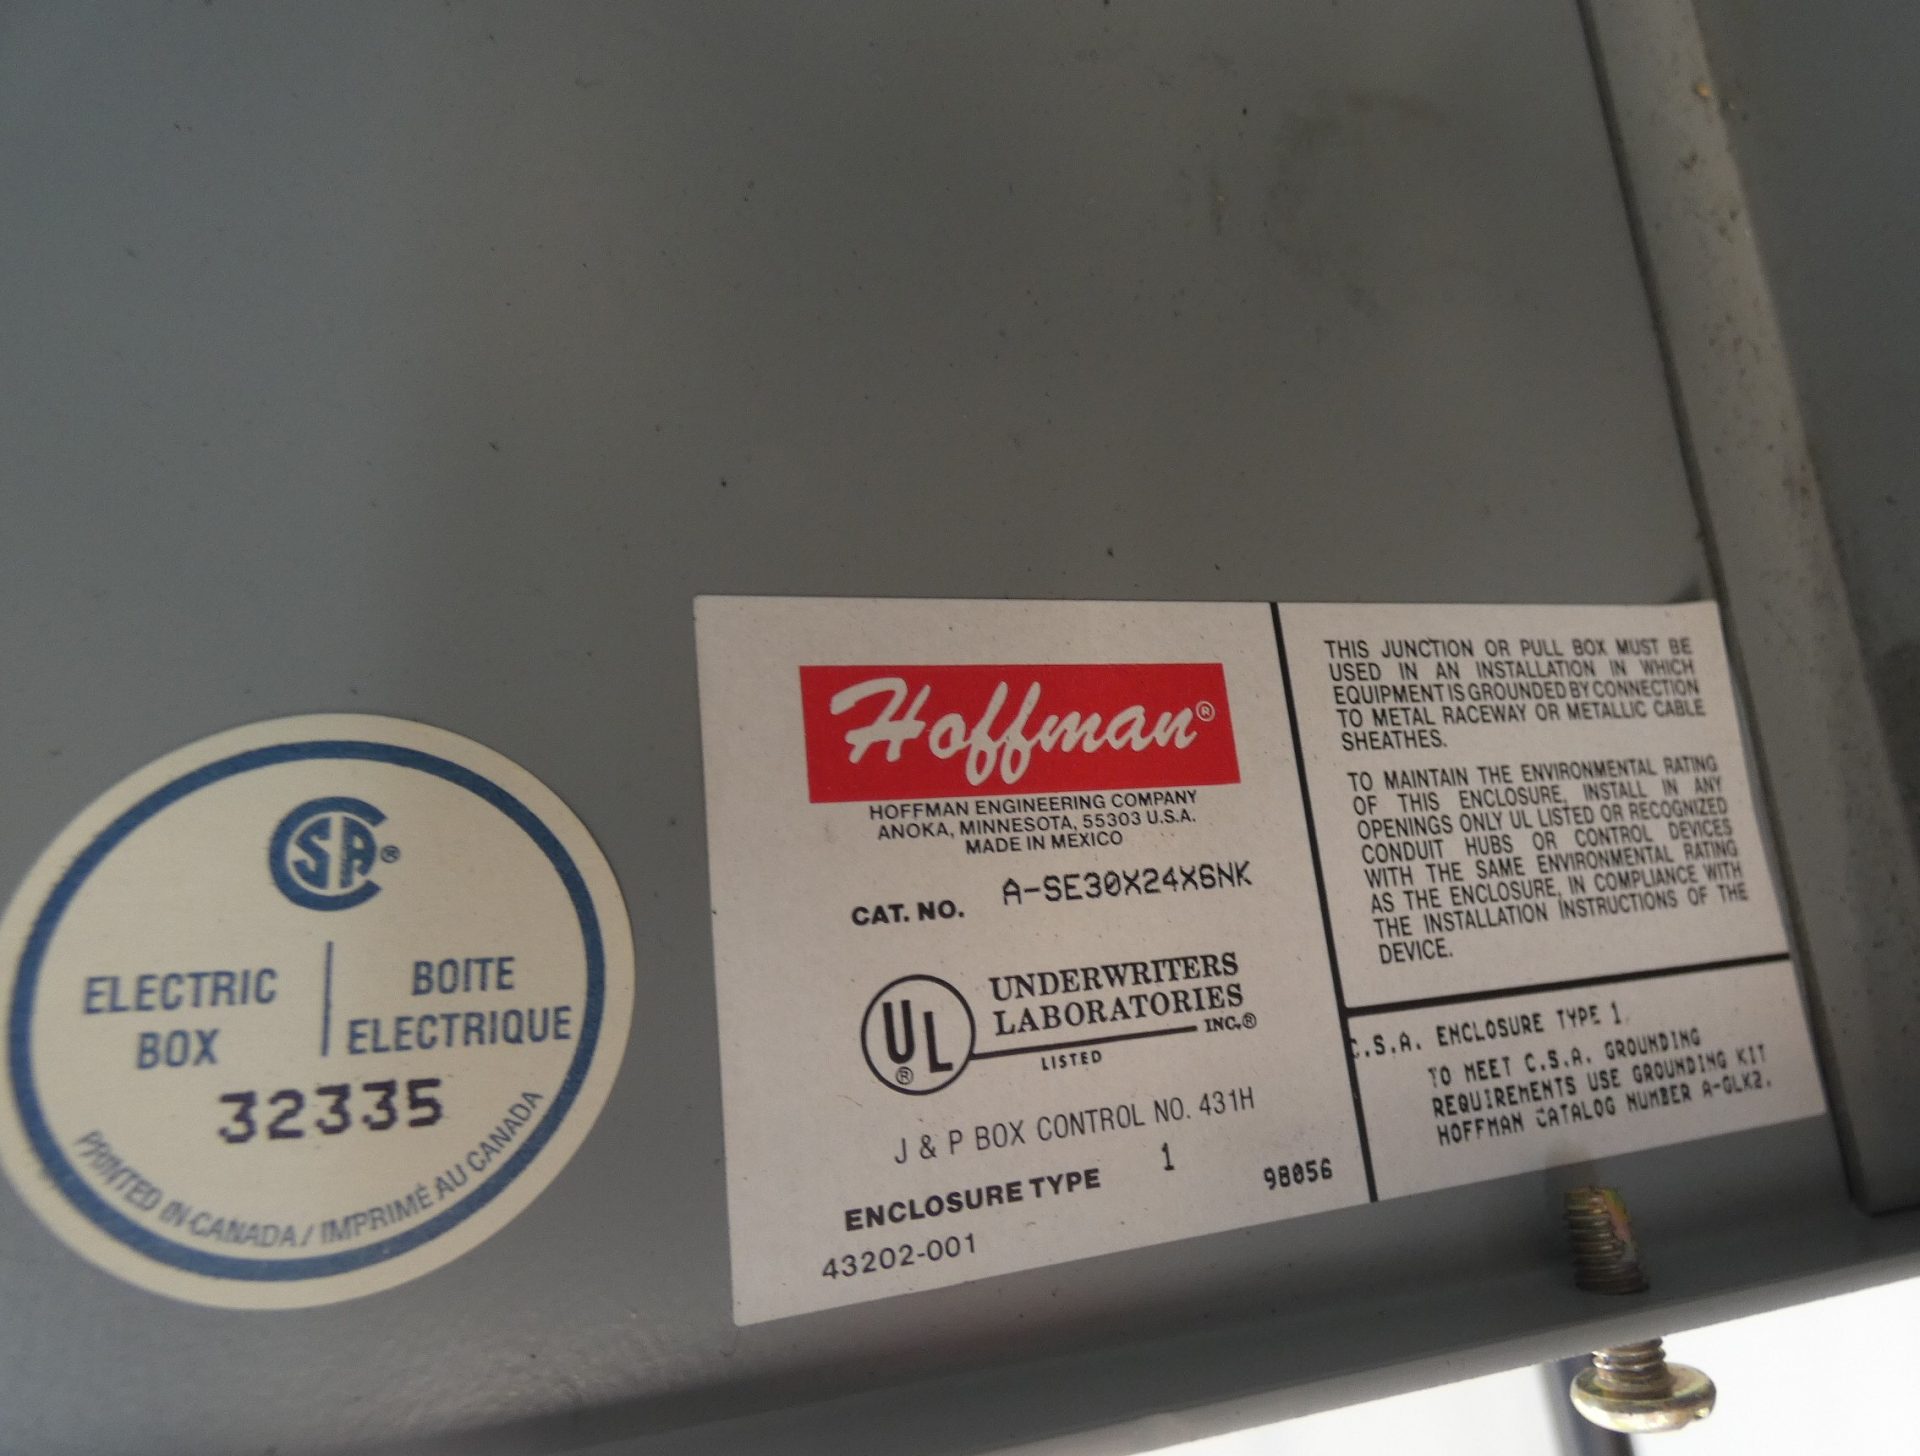 CSA®
ELECTRIC
BOX
BOITE
ELECTRIQUE
32335
PRINTED IN CANADA / IMPRIMÉ AU CANADA
Hoffman®
HOFFMAN ENGINEERING COMPANY
ANOKA, MINNESOTA, 55303 U.S.A.
MADE IN MEXICO
CAT. NO. A-SE30X24X6NK
UL®
UNDERWRITERS
LABORATORIES
INC.®
LISTED
J & P BOX CONTROL NO. 431H
ENCLOSURE TYPE 1
98056
43202-001
THIS JUNCTION OR PULL BOX MUST BE
USED IN AN INSTALLATION IN WHICH
EQUIPMENT IS GROUNDED BY CONNECTION
TO METAL RACEWAY OR METALLIC CABLE
SHEATHES.
TO MAINTAIN THE ENVIRONMENTAL RATING
OF THIS ENCLOSURE, INSTALL IN ANY
OPENINGS ONLY UL LISTED OR RECOGNIZED
CONDUIT HUBS OR CONTROL DEVICES
WITH THE SAME ENVIRONMENTAL RATING
AS THE ENCLOSURE, IN COMPLIANCE WITH
THE INSTALLATION INSTRUCTIONS OF THE
DEVICE.
C.S.A. ENCLOSURE TYPE 1
TO MEET C.S.A. GROUNDING
REQUIREMENTS USE GROUNDING KIT
HOFFMAN CATALOG NUMBER A-GLK2.